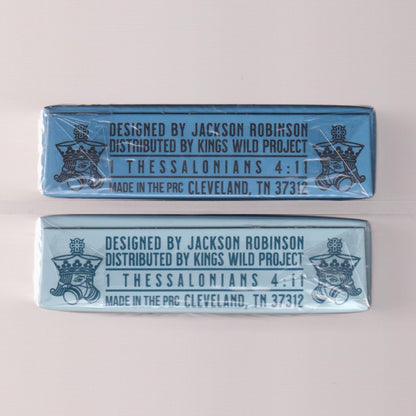 DESIGNED BY JACKSON ROBINSON
DISTRIBUTED BY KINGS WILD PROJECT
1 THESSALONIANS 4:11
MADE IN THE PRC CLEVELAND, TN 37312
DESIGNED BY JACKSON ROBINSON
DISTRIBUTED BY KINGS WILD PROJECT
1 THESSALONIANS 4:11
MADE IN THE PRC CLEVELAND, TN 37312